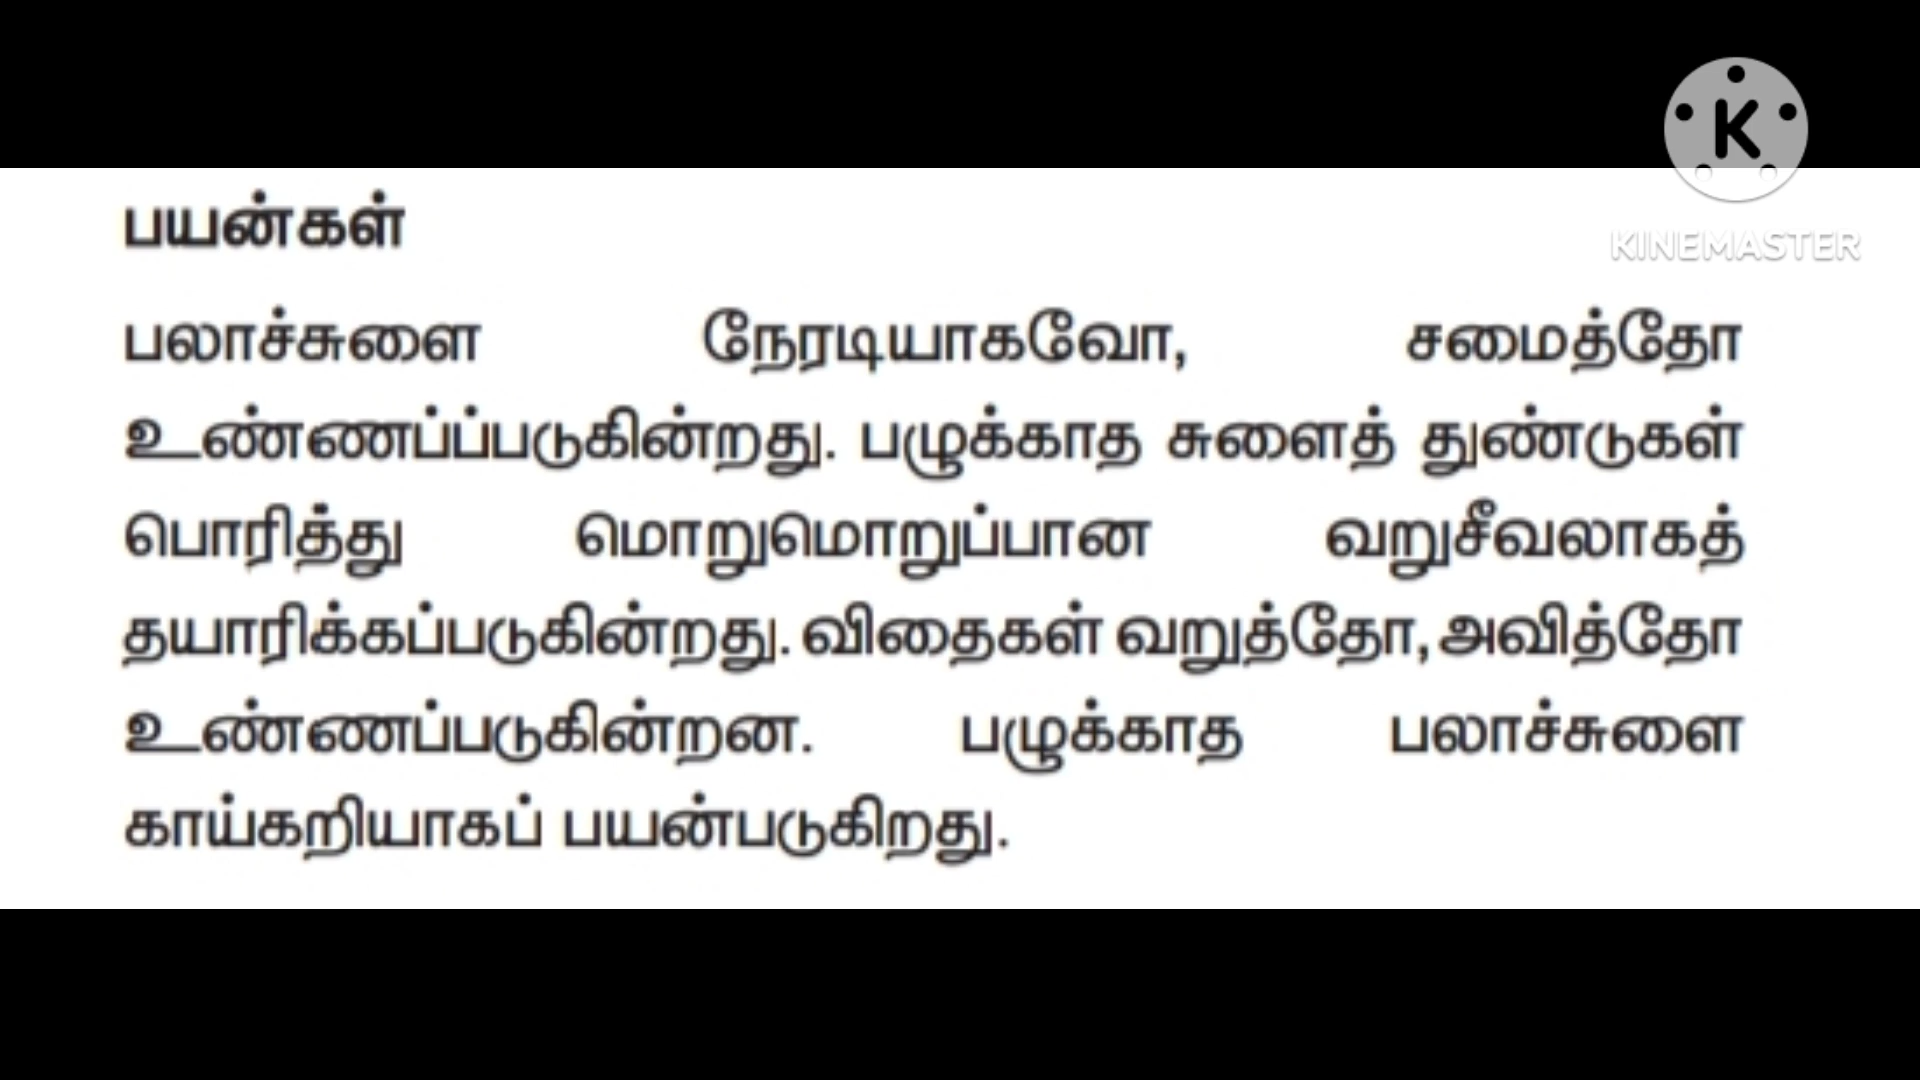 KINEMASTER
பயன்கள்
பலாச்சுளை நேரடியாகவோ, சமைத்தோ
உண்ணப்ப்படுகின்றது. பழுக்காத சுளைத் துண்டுகள்
பொரித்து மொறுமொறுப்பான வறுசீவலாகத்
தயாரிக்கப்படுகின்றது. விதைகள் வறுத்தோ, அவித்தோ
உண்ணப்படுகின்றன. பழுக்காத பலாச்சுளை
காய்கறியாகப் பயன்படுகிறது.